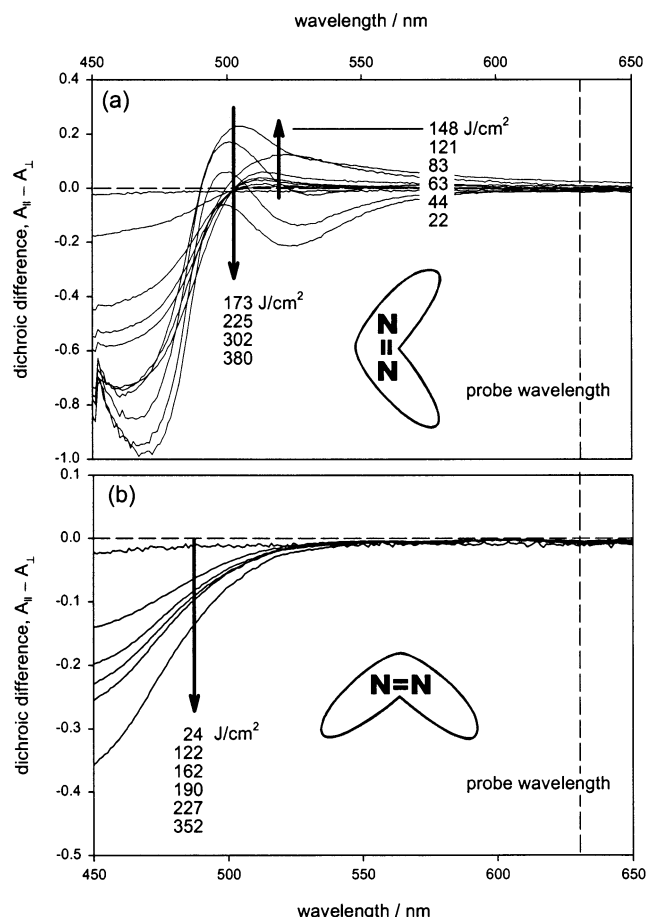 wavelength / nm
450 500 550 600 650
(a)
0.4
0.2
0.0
-0.2
-0.4
-0.6
-0.8
-1.0
dichroic difference, A∥ – A⊥
148 J/cm²
121
83
63
44
22
173 J/cm²
225
302
380
N
=
N
probe wavelength
(b)
0.1
0.0
-0.1
-0.2
-0.3
-0.4
-0.5
dichroic difference, A∥ – A⊥
24 J/cm²
122
162
190
227
352
N=N
probe wavelength
450 500 550 600 650
wavelength / nm